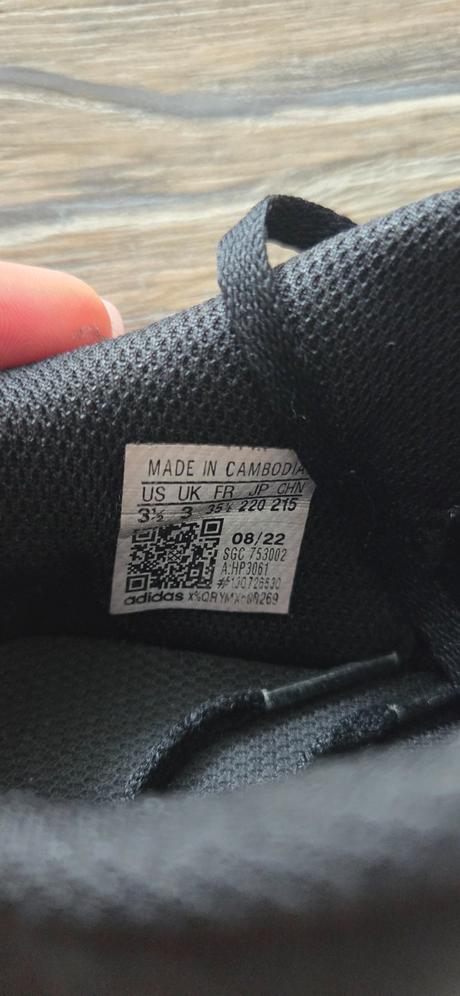 MADE IN CAMBODIA
US UK FR JP CHN
3½ 3 35½ 220 215
08/22
SGC 753002
A:HP3061
adidas